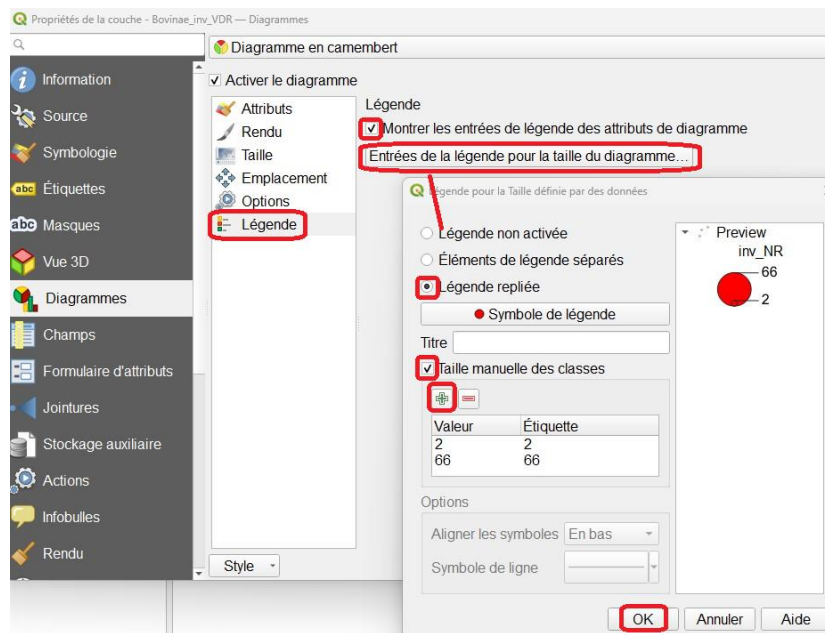 Propriétés de la couche - Bovinae_inv_VDR — Diagrammes
Diagramme en camembert
Information
Source
Symbologie
abc Étiquettes
abc Masques
Vue 3D
Diagrammes
Champs
Formulaire d'attributs
Jointures
Stockage auxiliaire
Actions
Infobulles
Rendu
Activer le diagramme
Attributs
Rendu
Taille
Emplacement
Options
Légende
Style
Légende
Montrer les entrées de légende des attributs de diagramme
Entrées de la légende pour la taille du diagramme...
Légende pour la Taille définie par des données
Légende non activée
Éléments de légende séparés
Légende repliée
Symbole de légende
Titre
Taille manuelle des classes
Valeur Étiquette
2 2
66 66
Options
Aligner les symboles En bas
Symbole de ligne
Preview
inv_NR
66
2
OK Annuler Aide